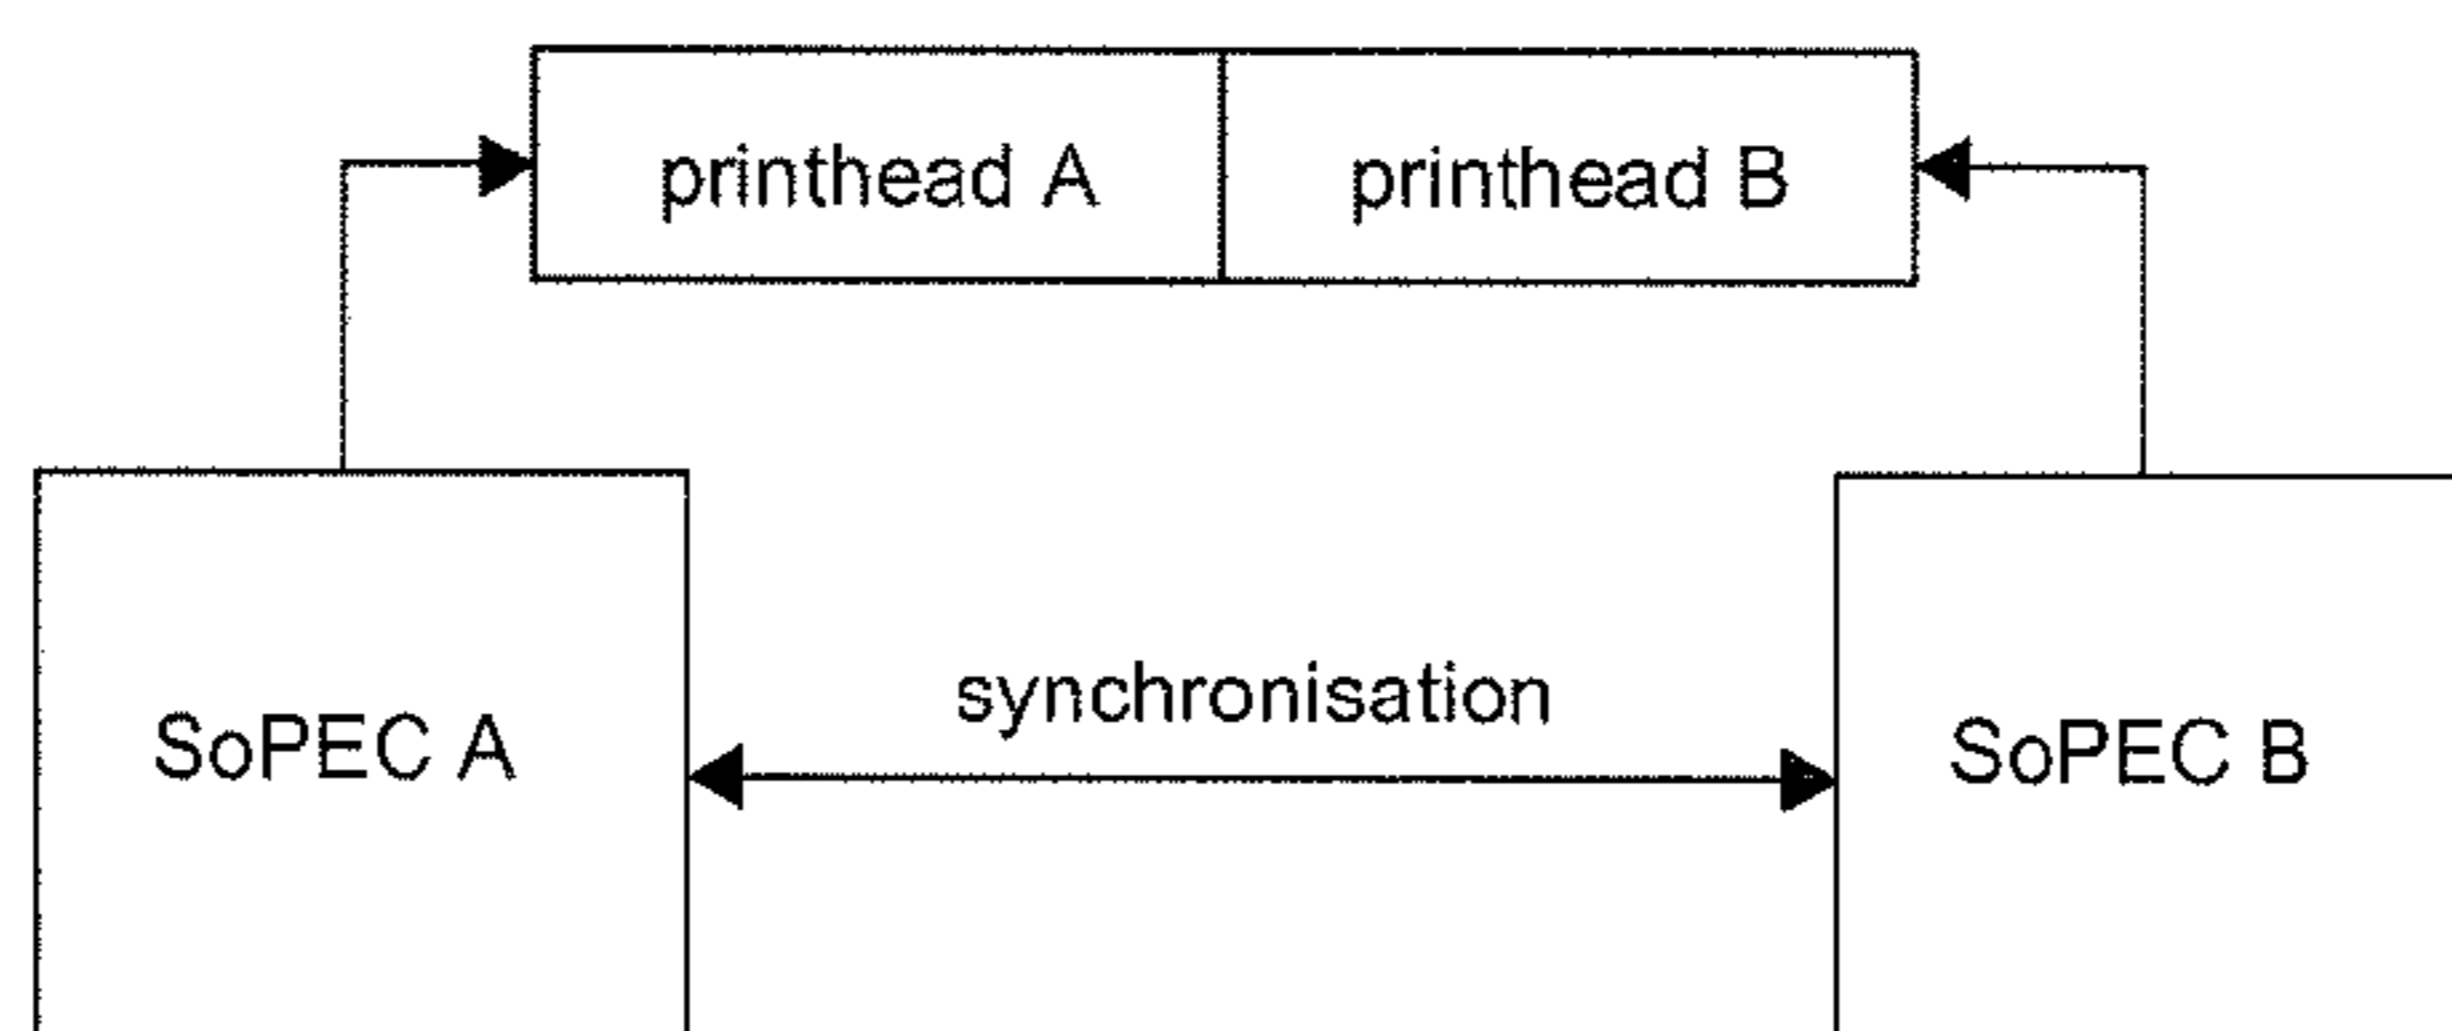 printhead A
printhead B
synchronisation
SoPEC A
SoPEC B